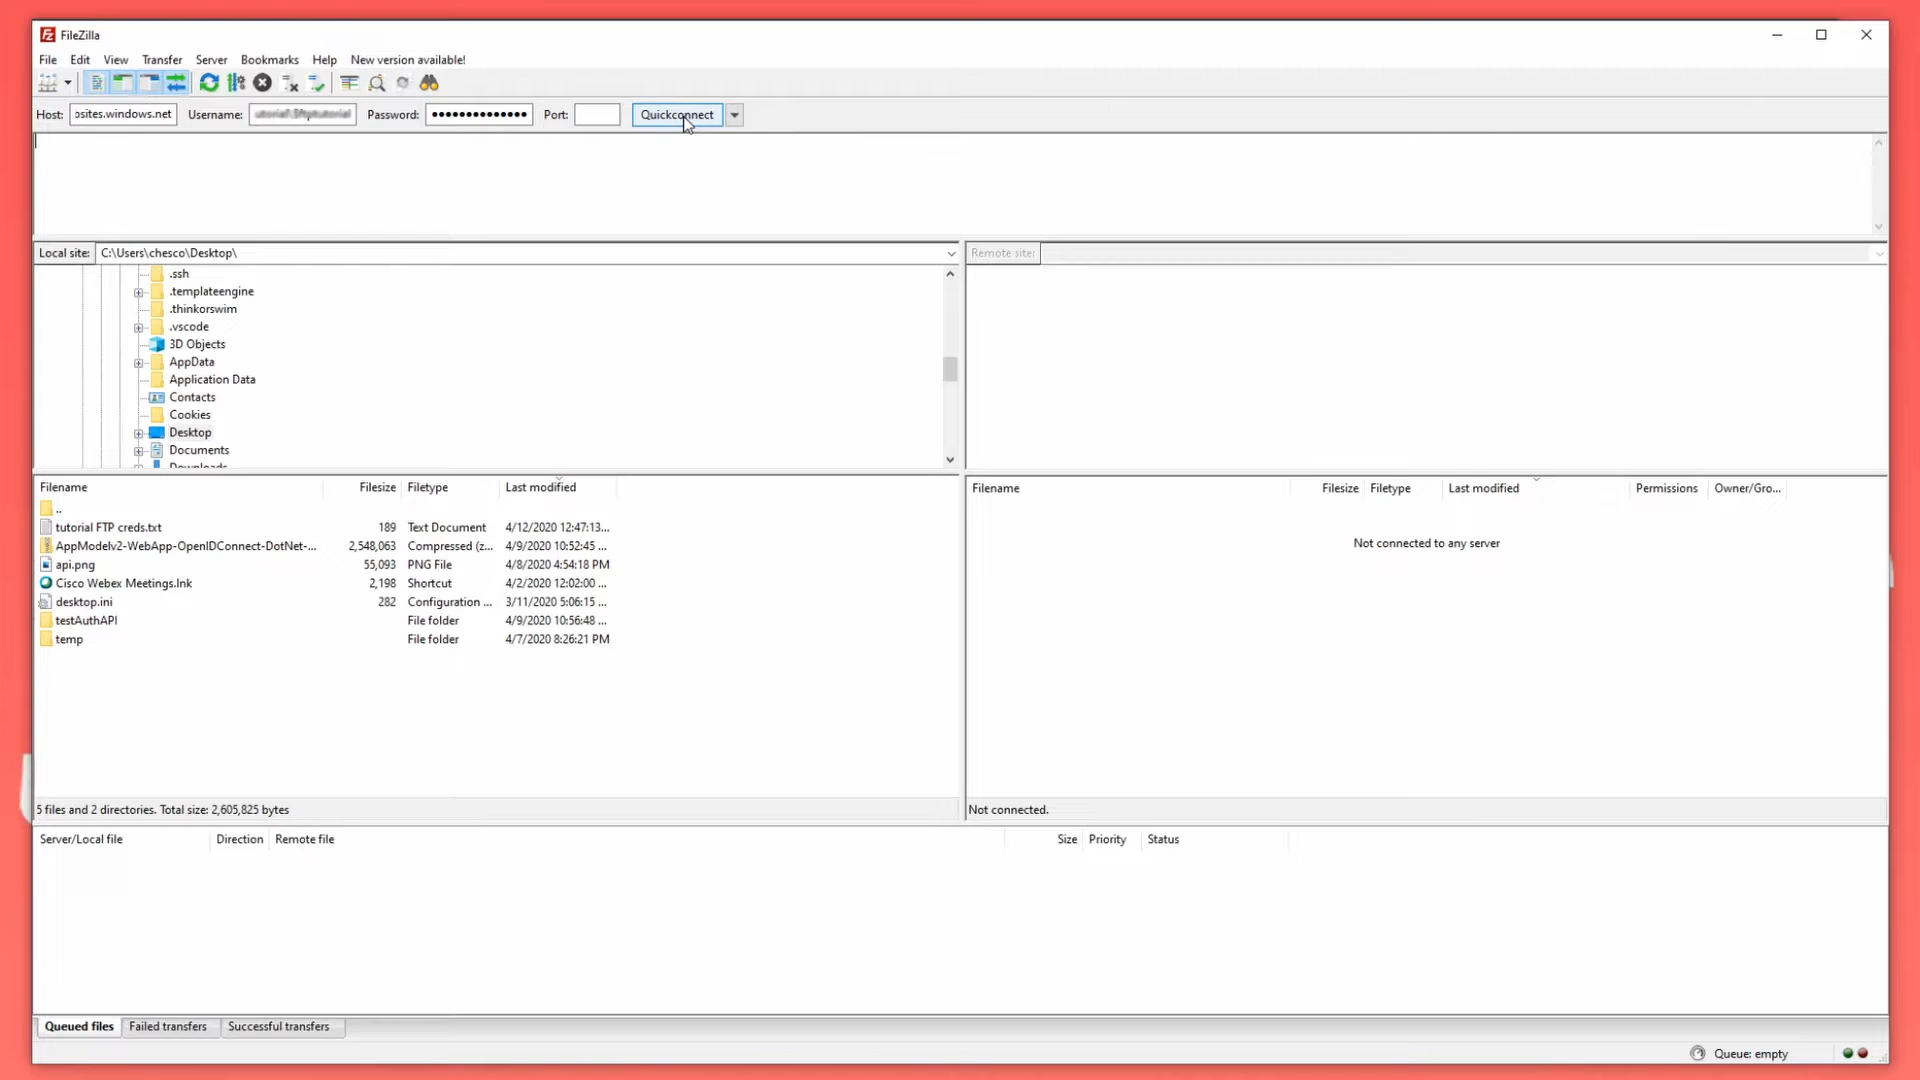 FileZilla
File Edit View Transfer Server Bookmarks Help New version available!
Host: osites.windows.net Username: utorial\$ftptutorial Password: ●●●●●●●●●●●●●●● Port: Quickconnect
Local site: C:\Users\chesco\Desktop\
Remote site:
.ssh
.templateengine
.thinkorswim
.vscode
3D Objects
AppData
Application Data
Contacts
Cookies
Desktop
Documents
Downloads
Filename Filesize Filetype Last modified
..
tutorial FTP creds.txt 189 Text Document 4/12/2020 12:47:13...
AppModelv2-WebApp-OpenIDConnect-DotNet-... 2,548,063 Compressed (z... 4/9/2020 10:52:45 ...
api.png 55,093 PNG File 4/8/2020 4:54:18 PM
Cisco Webex Meetings.lnk 2,198 Shortcut 4/2/2020 12:02:00 ...
desktop.ini 282 Configuration ... 3/11/2020 5:06:15 ...
testAuthAPI File folder 4/9/2020 10:56:48 ...
temp File folder 4/7/2020 8:26:21 PM
5 files and 2 directories. Total size: 2,605,825 bytes
Filename Filesize Filetype Last modified Permissions Owner/Gro...
Not connected to any server
Not connected.
Server/Local file Direction Remote file Size Priority Status
Queued files Failed transfers Successful transfers
Queue: empty